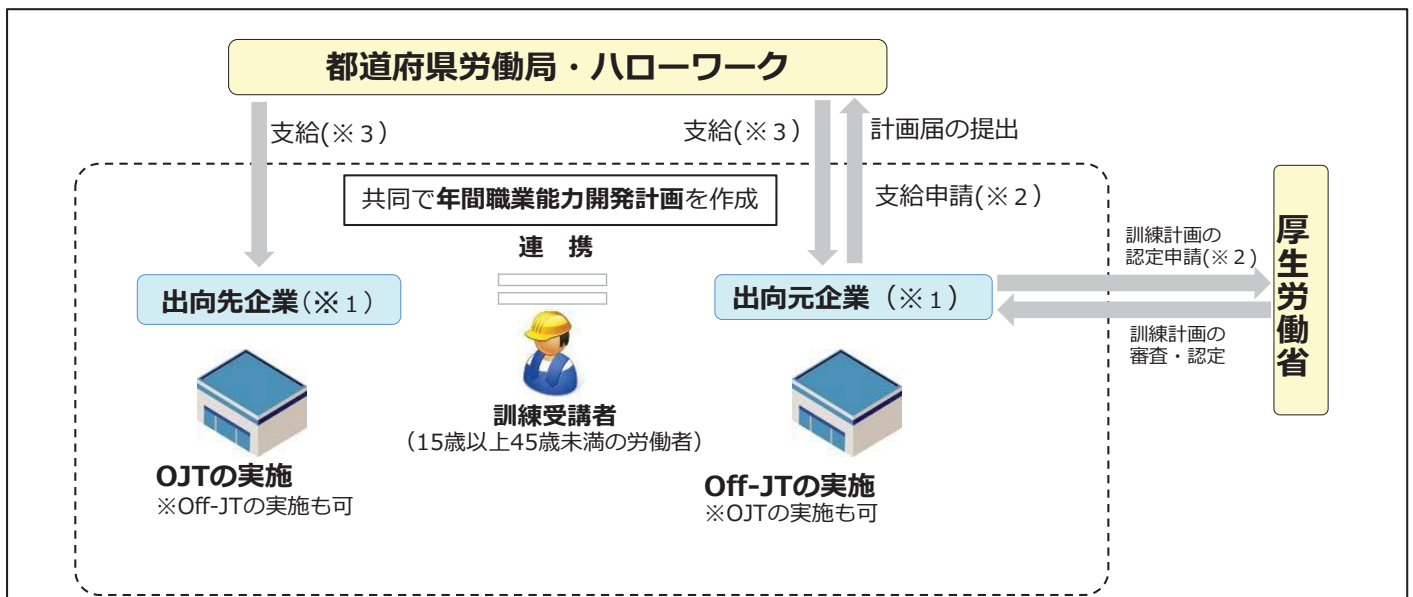 都道府県労働局・ハローワーク
支給(※３)
支給(※３)
計画届の提出
支給申請(※２)
共同で年間職業能力開発計画を作成
連 携
出向先企業(※１)
出向元企業（※１）
訓練計画の
認定申請(※２)
訓練計画の
審査・認定
厚生労働省
訓練受講者
（15歳以上45歳未満の労働者）
OJTの実施
※Off-JTの実施も可
Off-JTの実施
※OJTの実施も可